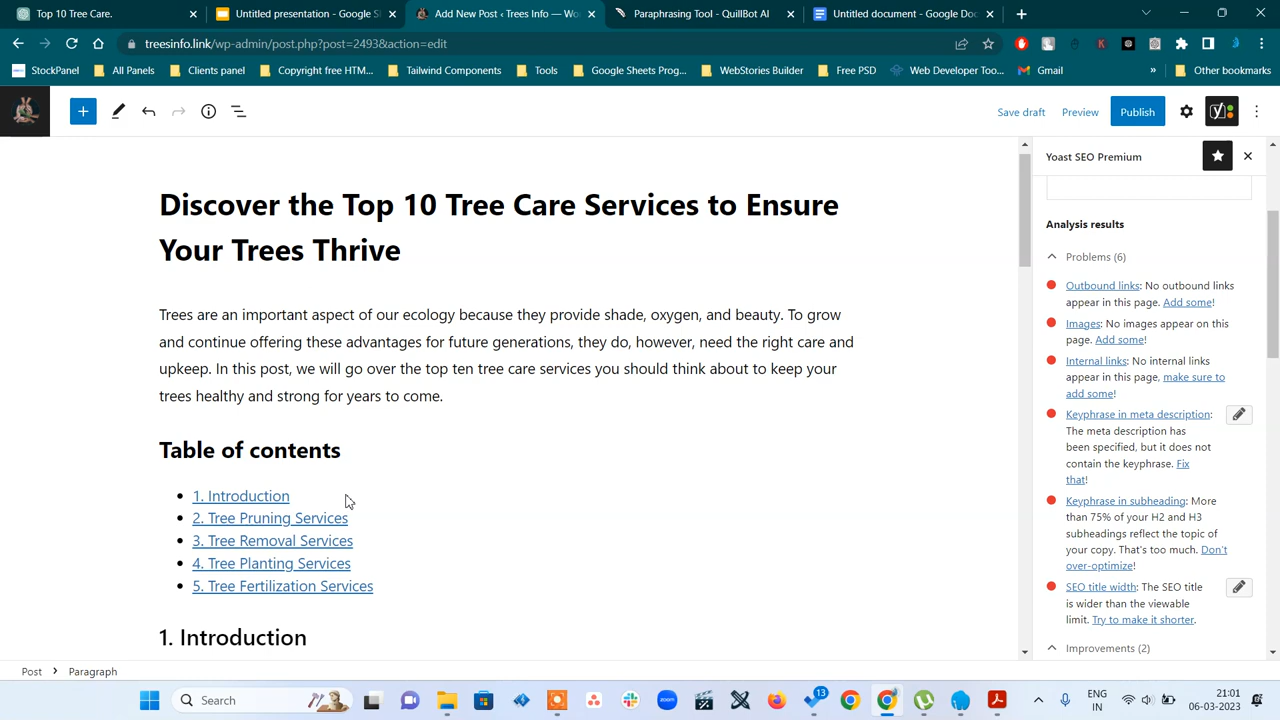 Top 10 Tree Care.
Untitled presentation - Google S
Add New Post ‹ Trees Info — Wo
Paraphrasing Tool - QuillBot AI
Untitled document - Google Doc
treesinfo.link/wp-admin/post.php?post=2493&action=edit
StockPanel
All Panels
Clients panel
Copyright free HTM...
Tailwind Components
Tools
Google Sheets Prog...
WebStories Builder
Free PSD
Web Developer Too...
Gmail
»
Other bookmarks
Save draft
Preview
Publish
Yoast SEO Premium
Discover the Top 10 Tree Care Services to Ensure
Your Trees Thrive
Trees are an important aspect of our ecology because they provide shade, oxygen, and beauty. To grow
and continue offering these advantages for future generations, they do, however, need the right care and
upkeep. In this post, we will go over the top ten tree care services you should think about to keep your
trees healthy and strong for years to come.
Table of contents
1. Introduction
2. Tree Pruning Services
3. Tree Removal Services
4. Tree Planting Services
5. Tree Fertilization Services
1. Introduction
Analysis results
Problems (6)
Outbound links: No outbound links
appear in this page. Add some!
Images: No images appear on this
page. Add some!
Internal links: No internal links
appear in this page, make sure to
add some!
Keyphrase in meta description:
The meta description has
been specified, but it does not
contain the keyphrase. Fix
that!
Keyphrase in subheading: More
than 75% of your H2 and H3
subheadings reflect the topic of
your copy. That's too much. Don't
over-optimize!
SEO title width: The SEO title
is wider than the viewable
limit. Try to make it shorter.
Improvements (2)
Post
Paragraph
Search
13
ENG
IN
21:01
06-03-2023